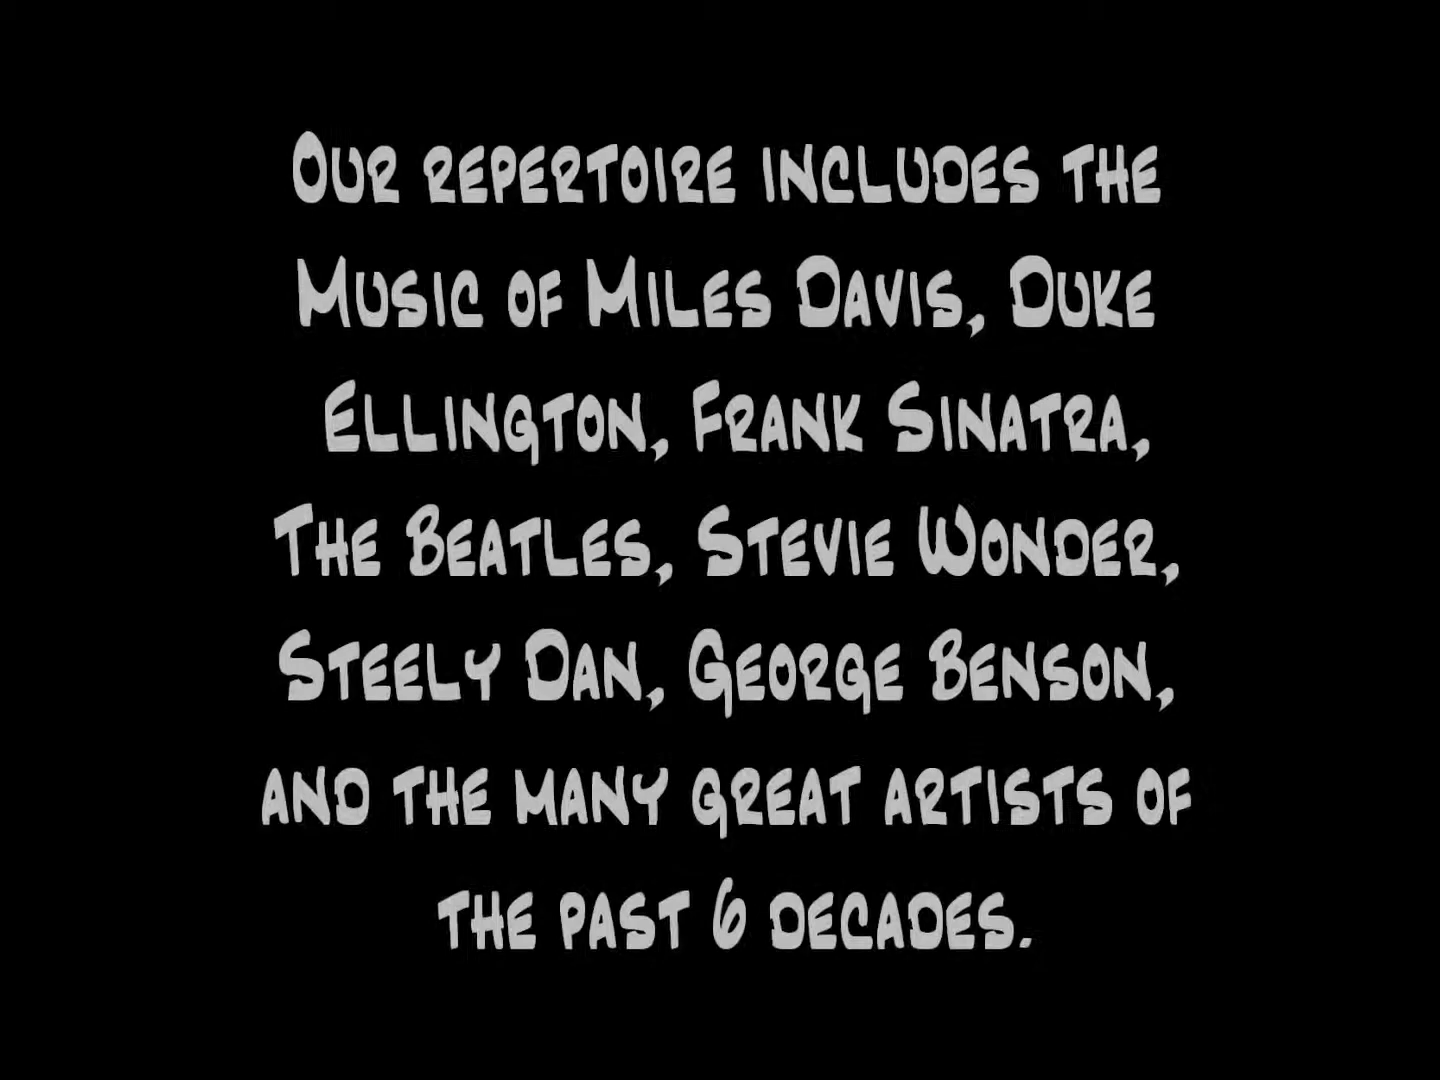 Our repertoire includes the
Music of Miles Davis, Duke
Ellington, Frank Sinatra,
The Beatles, Stevie Wonder,
Steely Dan, George Benson,
and the many great artists of
the past 6 decades.